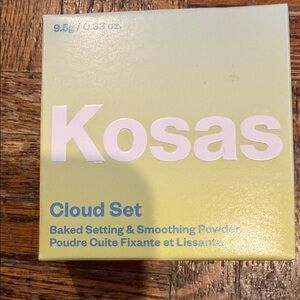 9.5g / 0.33 oz.
Kosas
Cloud Set
Baked Setting & Smoothing Powder
Poudre Cuite Fixante et Lissante